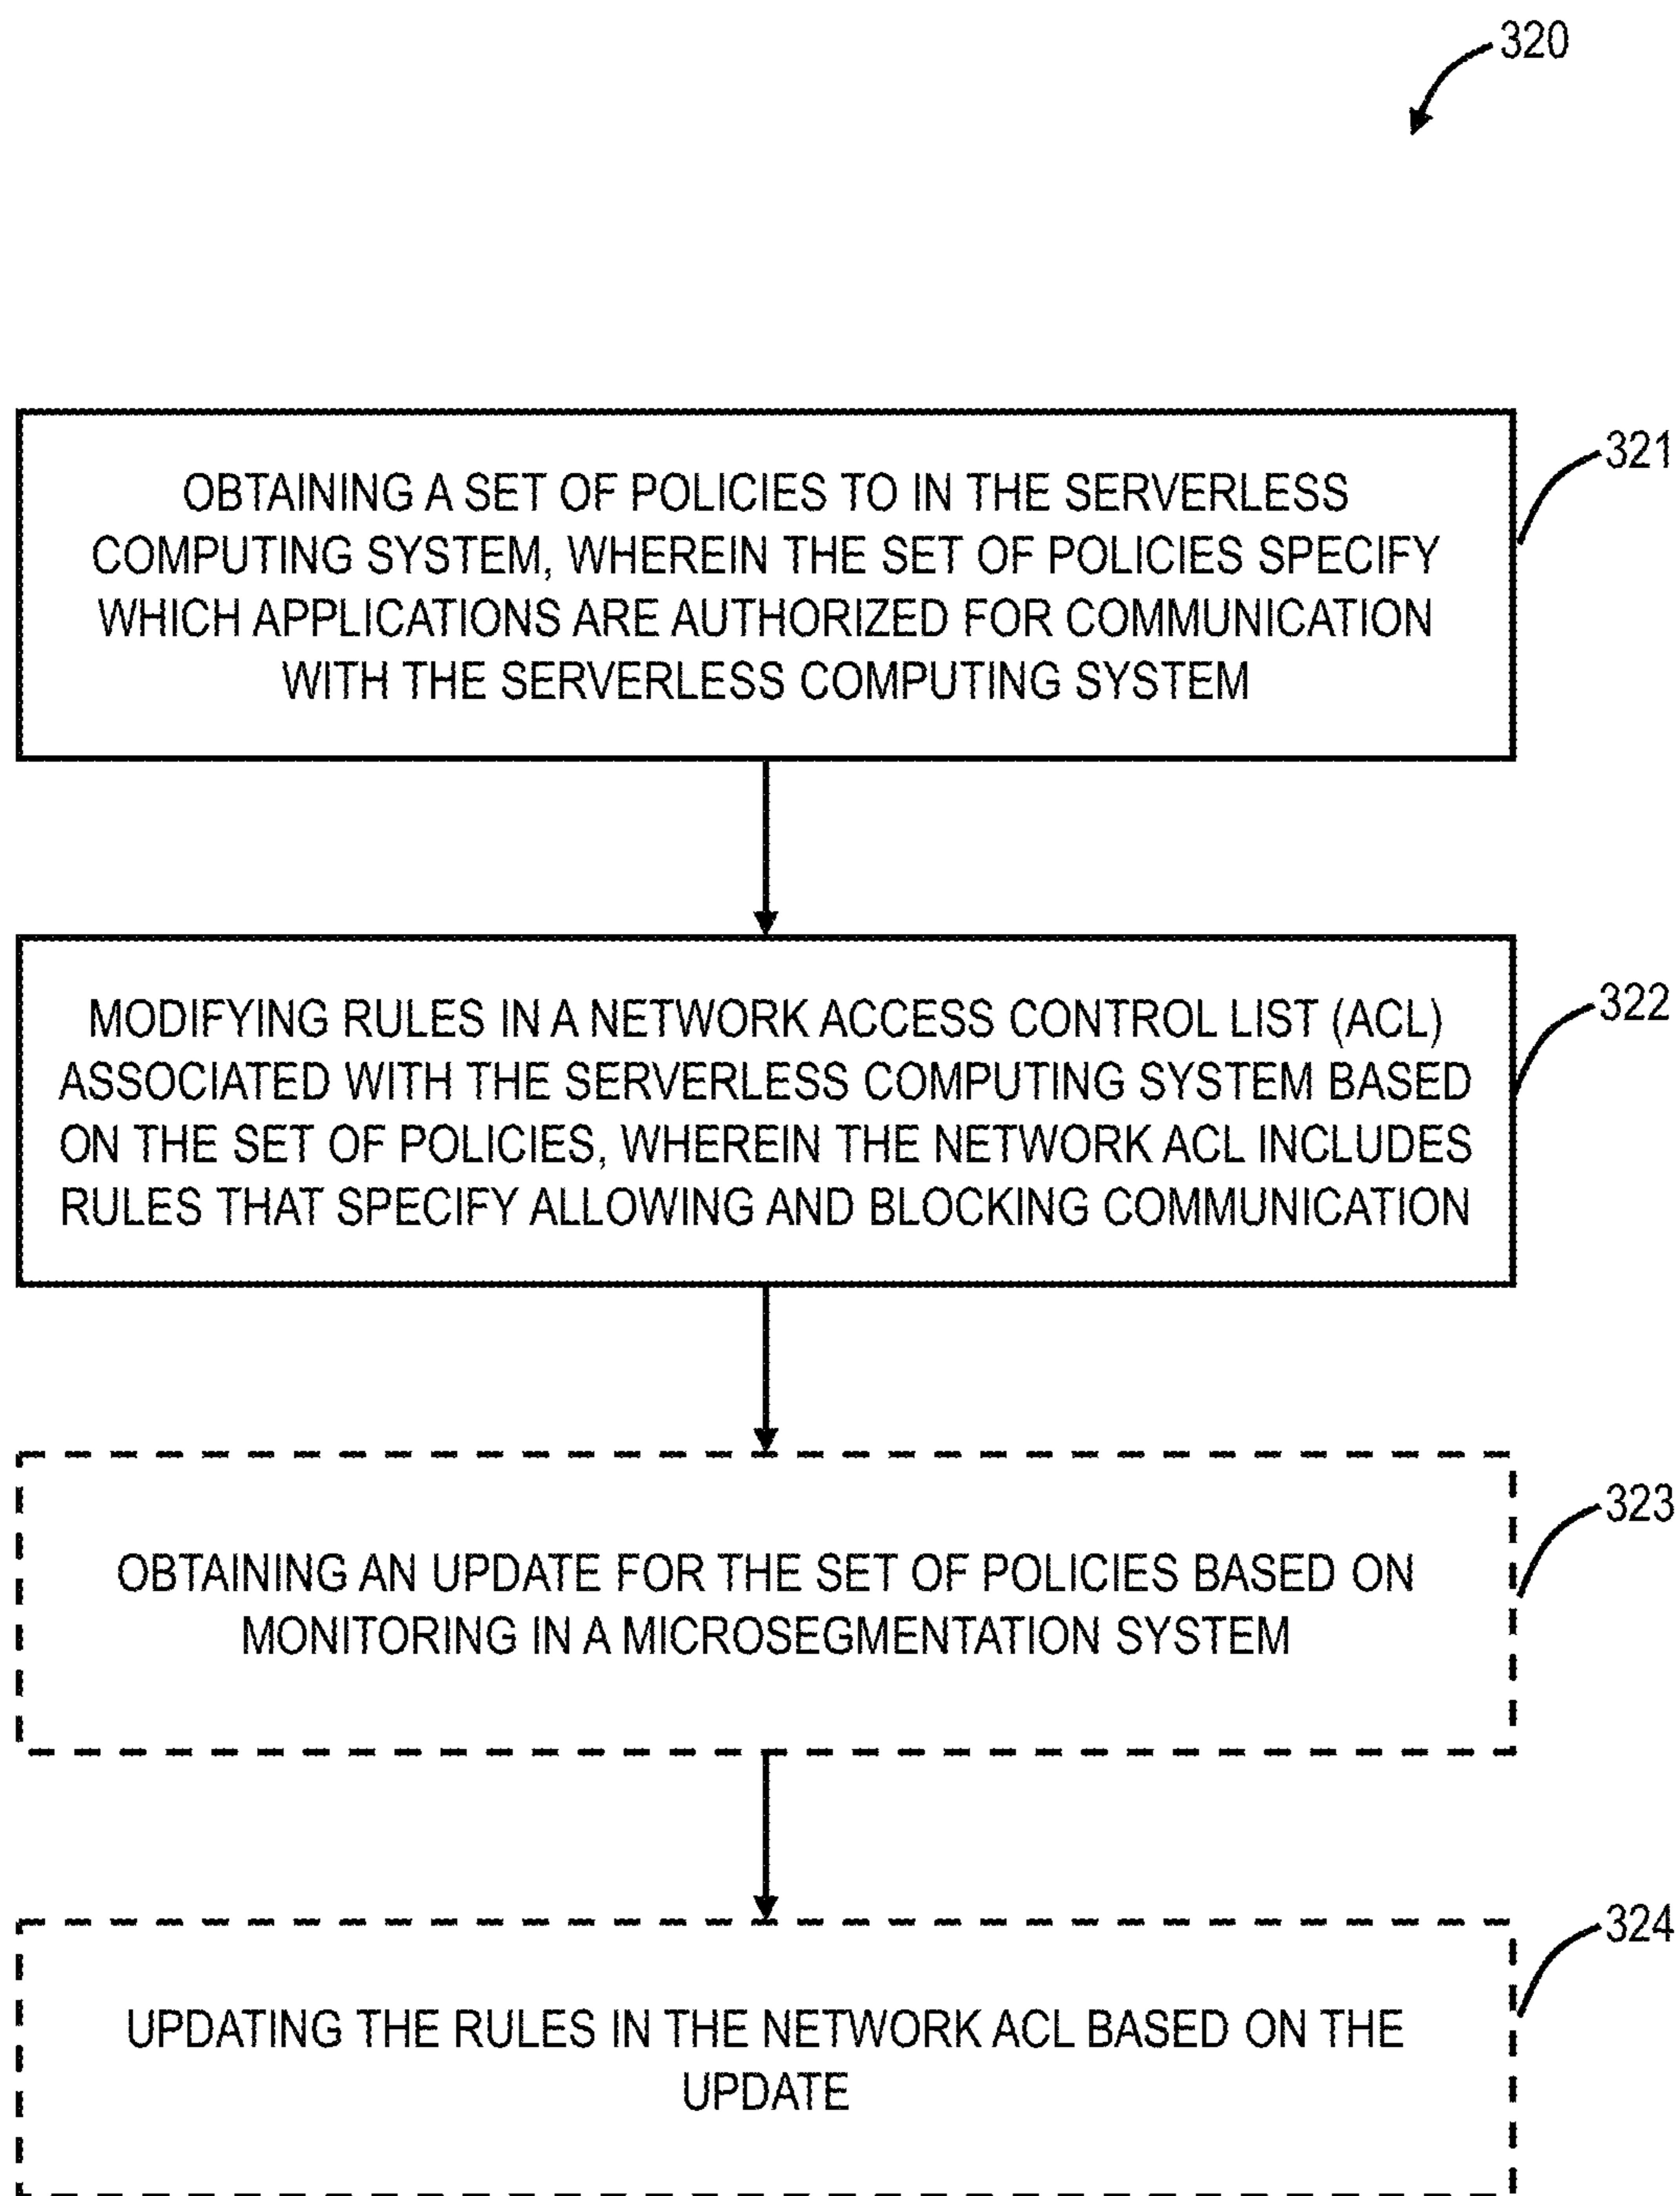 320
OBTAINING A SET OF POLICIES TO IN THE SERVERLESS
COMPUTING SYSTEM, WHEREIN THE SET OF POLICIES SPECIFY
WHICH APPLICATIONS ARE AUTHORIZED FOR COMMUNICATION
WITH THE SERVERLESS COMPUTING SYSTEM
321
MODIFYING RULES IN A NETWORK ACCESS CONTROL LIST (ACL)
ASSOCIATED WITH THE SERVERLESS COMPUTING SYSTEM BASED
ON THE SET OF POLICIES, WHEREIN THE NETWORK ACL INCLUDES
RULES THAT SPECIFY ALLOWING AND BLOCKING COMMUNICATION
322
OBTAINING AN UPDATE FOR THE SET OF POLICIES BASED ON
MONITORING IN A MICROSEGMENTATION SYSTEM
323
UPDATING THE RULES IN THE NETWORK ACL BASED ON THE
UPDATE
324